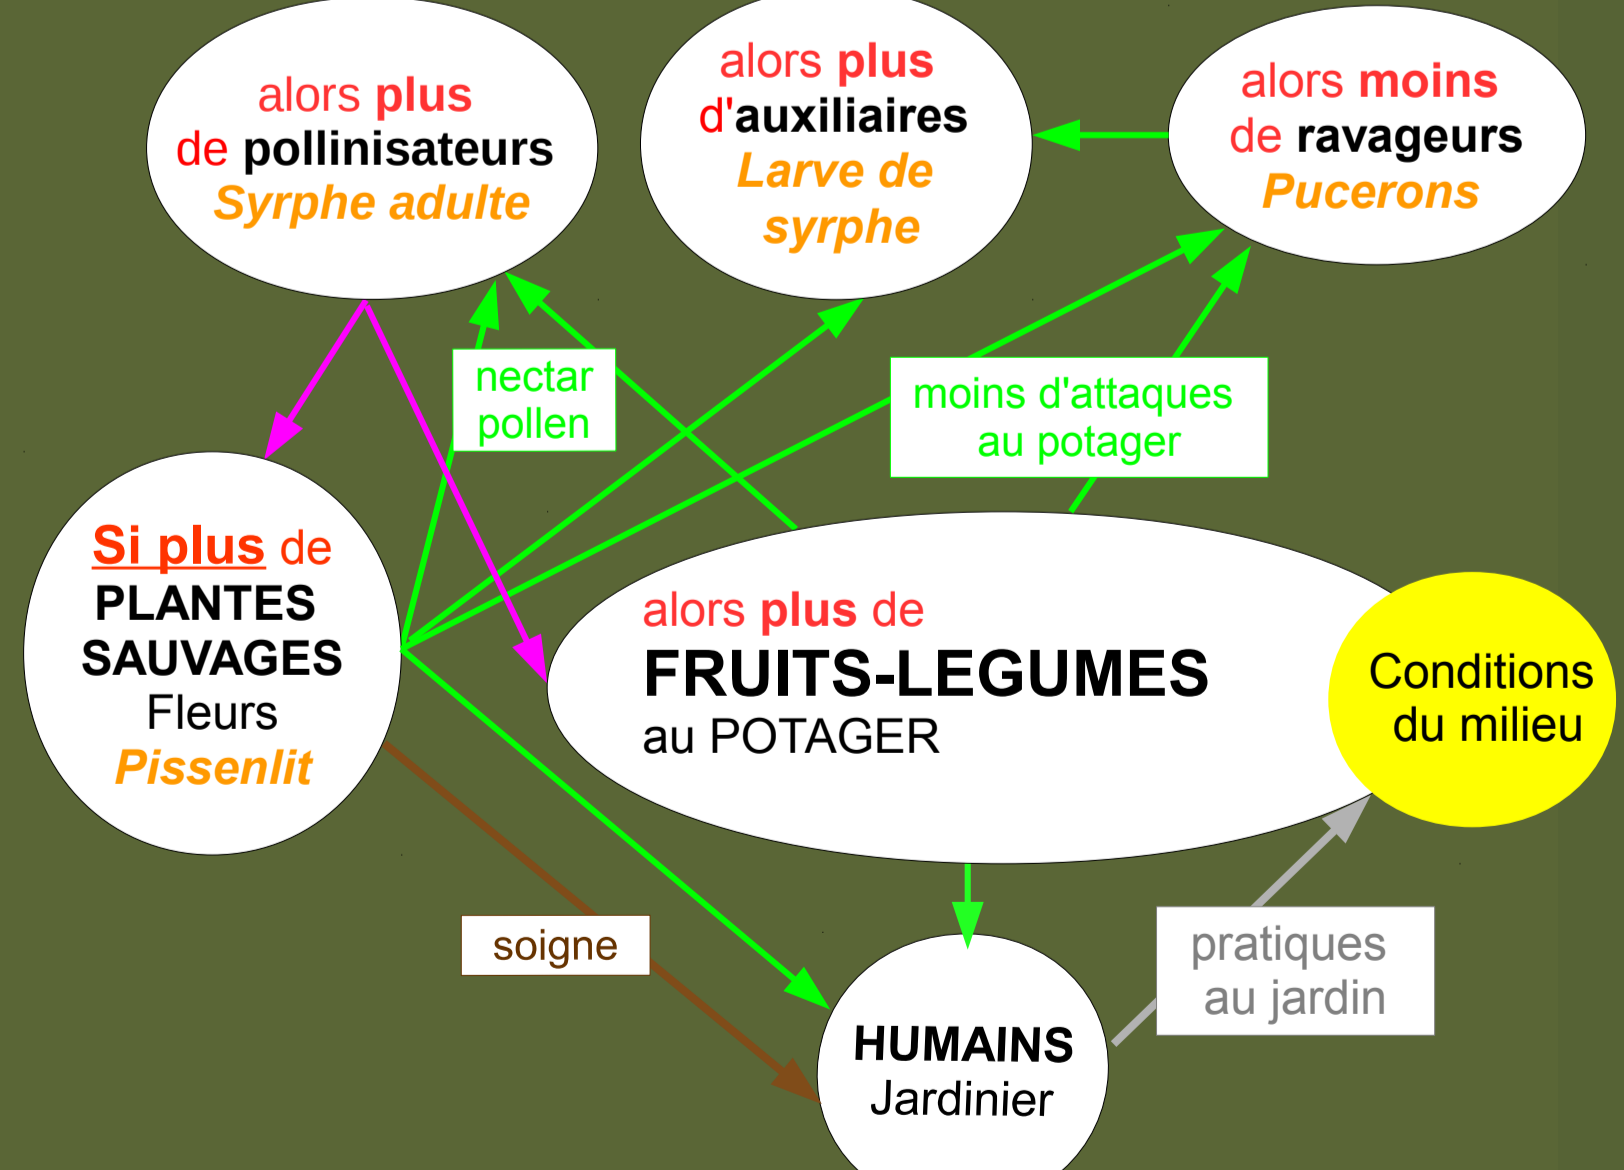 alors plus
de pollinisateurs
Syrphe adulte
alors plus
d'auxiliaires
Larve de
syrphe
alors moins
de ravageurs
Pucerons
nectar
pollen
moins d'attaques
au potager
Si plus de
PLANTES
SAUVAGES
Fleurs
Pissenlit
alors plus de
FRUITS-LEGUMES
au POTAGER
Conditions
du milieu
soigne
pratiques
au jardin
HUMAINS
Jardinier